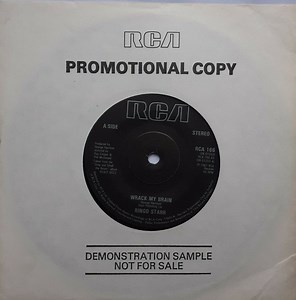 RCA
PROMOTIONAL COPY
RCA
A SIDE
STEREO
RCA 166
WRACK MY BRAIN
RINGO STARR
DEMONSTRATION SAMPLE
NOT FOR SALE